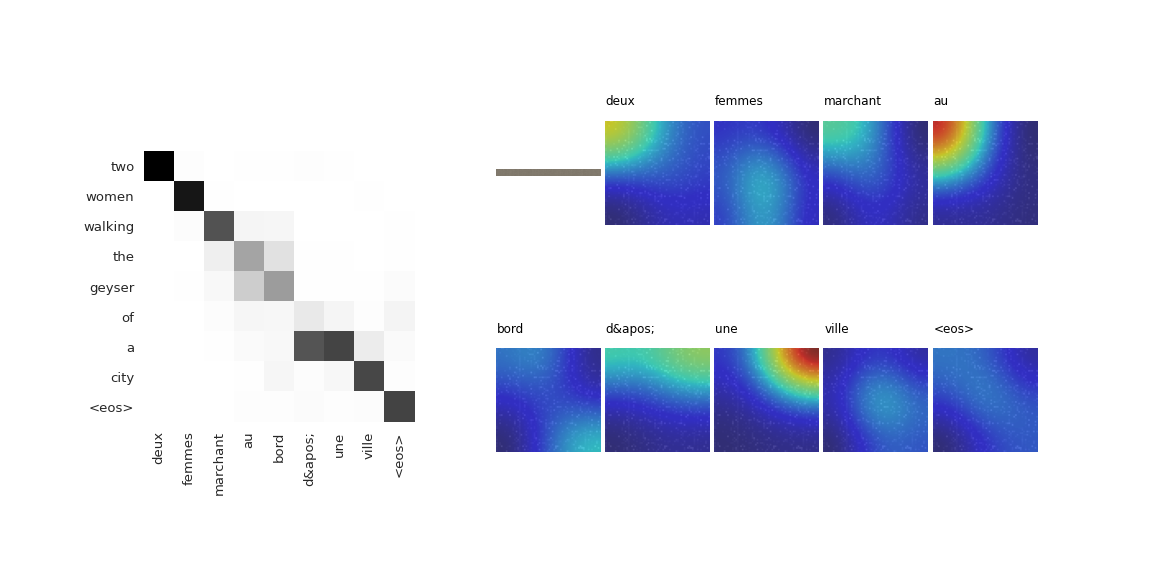 deux femmes marchant au
two
women
walking
the
geyser
of
a
city
<eos>
deux femmes marchant au bord d&apos; une ville <eos>
bord d&apos; une ville <eos>